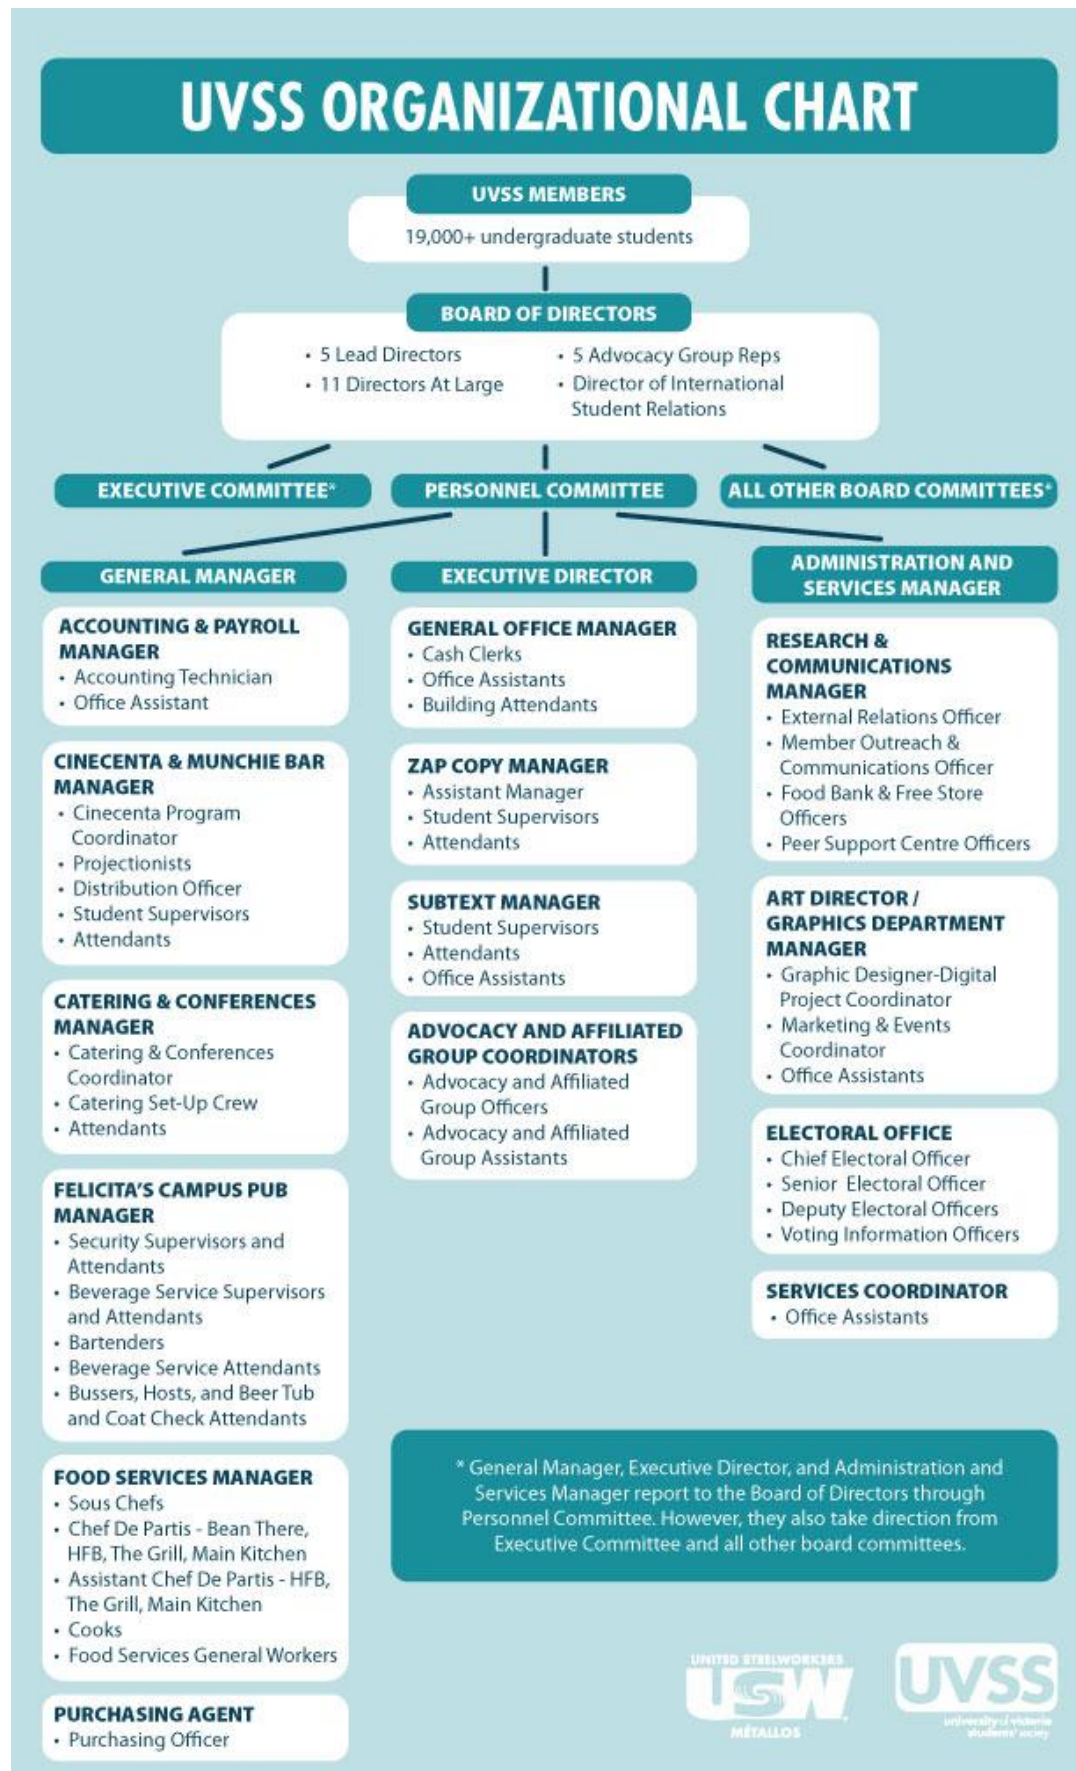 UVSS ORGANIZATIONAL CHART
UVSS MEMBERS
19,000+ undergraduate students
BOARD OF DIRECTORS
• 5 Lead Directors
• 11 Directors At Large
• 5 Advocacy Group Reps
• Director of International
Student Relations
EXECUTIVE COMMITTEE*
PERSONNEL COMMITTEE
ALL OTHER BOARD COMMITTEES*
GENERAL MANAGER
ACCOUNTING & PAYROLL
MANAGER
• Accounting Technician
• Office Assistant
CINECENTA & MUNCHIE BAR
MANAGER
• Cinecenta Program
Coordinator
• Projectionists
• Distribution Officer
• Student Supervisors
• Attendants
CATERING & CONFERENCES
MANAGER
• Catering & Conferences
Coordinator
• Catering Set-Up Crew
• Attendants
FELICITA'S CAMPUS PUB
MANAGER
• Security Supervisors and
Attendants
• Beverage Service Supervisors
and Attendants
• Bartenders
• Beverage Service Attendants
• Bussers, Hosts, and Beer Tub
and Coat Check Attendants
FOOD SERVICES MANAGER
• Sous Chefs
• Chef De Partis - Bean There,
HFB, The Grill, Main Kitchen
• Assistant Chef De Partis - HFB,
The Grill, Main Kitchen
• Cooks
• Food Services General Workers
PURCHASING AGENT
• Purchasing Officer
EXECUTIVE DIRECTOR
GENERAL OFFICE MANAGER
• Cash Clerks
• Office Assistants
• Building Attendants
ZAP COPY MANAGER
• Assistant Manager
• Student Supervisors
• Attendants
SUBTEXT MANAGER
• Student Supervisors
• Attendants
• Office Assistants
ADVOCACY AND AFFILIATED
GROUP COORDINATORS
• Advocacy and Affiliated
Group Officers
• Advocacy and Affiliated
Group Assistants
ADMINISTRATION AND
SERVICES MANAGER
RESEARCH &
COMMUNICATIONS
MANAGER
• External Relations Officer
• Member Outreach &
Communications Officer
• Food Bank & Free Store
Officers
• Peer Support Centre Officers
ART DIRECTOR /
GRAPHICS DEPARTMENT
MANAGER
• Graphic Designer-Digital
Project Coordinator
• Marketing & Events
Coordinator
• Office Assistants
ELECTORAL OFFICE
• Chief Electoral Officer
• Senior Electoral Officer
• Deputy Electoral Officers
• Voting Information Officers
SERVICES COORDINATOR
• Office Assistants
* General Manager, Executive Director, and Administration and
Services Manager report to the Board of Directors through
Personnel Committee. However, they also take direction from
Executive Committee and all other board committees.
UNITED STEELWORKERS
USW
MÉTALLOS
UVSS
university of victoria
students' society